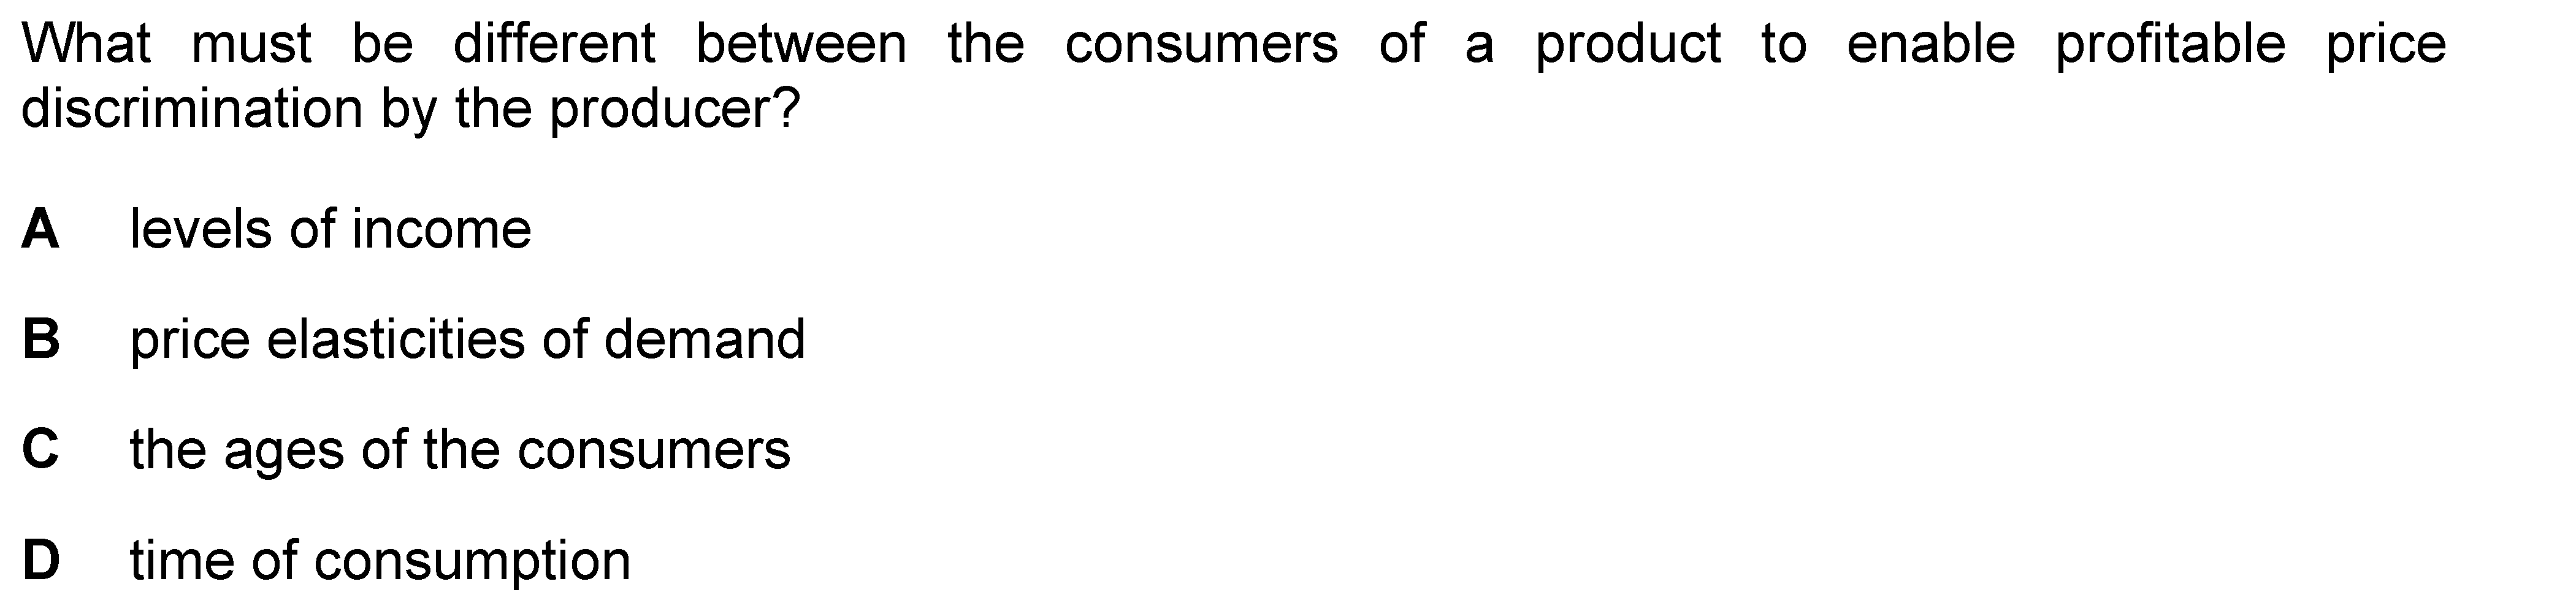 What must be different between the consumers of a product to enable profitable price
discrimination by the producer?
A levels of income
B price elasticities of demand
C the ages of the consumers
D time of consumption